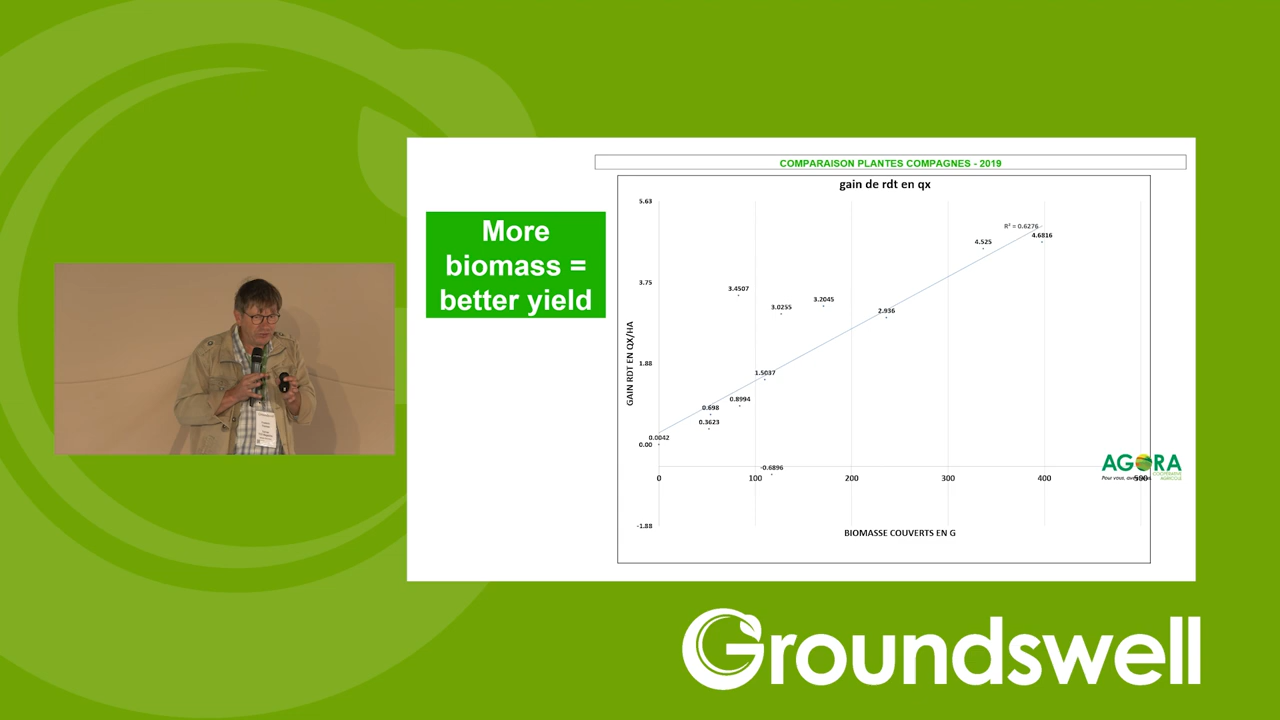 COMPARAISON PLANTES COMPAGNES - 2019
More
biomass =
better yield
gain de rdt en qx
GAIN RDT EN QX/HA
5.63
3.75
1.88
0.00
-1.88
R² = 0.6276
4.6816
4.525
3.4507
3.0255
3.2045
2.936
1.5037
0.8994
0.698
0.3623
0.0042
-0.6896
0
100
200
300
400
500
BIOMASSE COUVERTS EN G
AGORA
COOPÉRATIVE
AGRICOLE
Groundswell